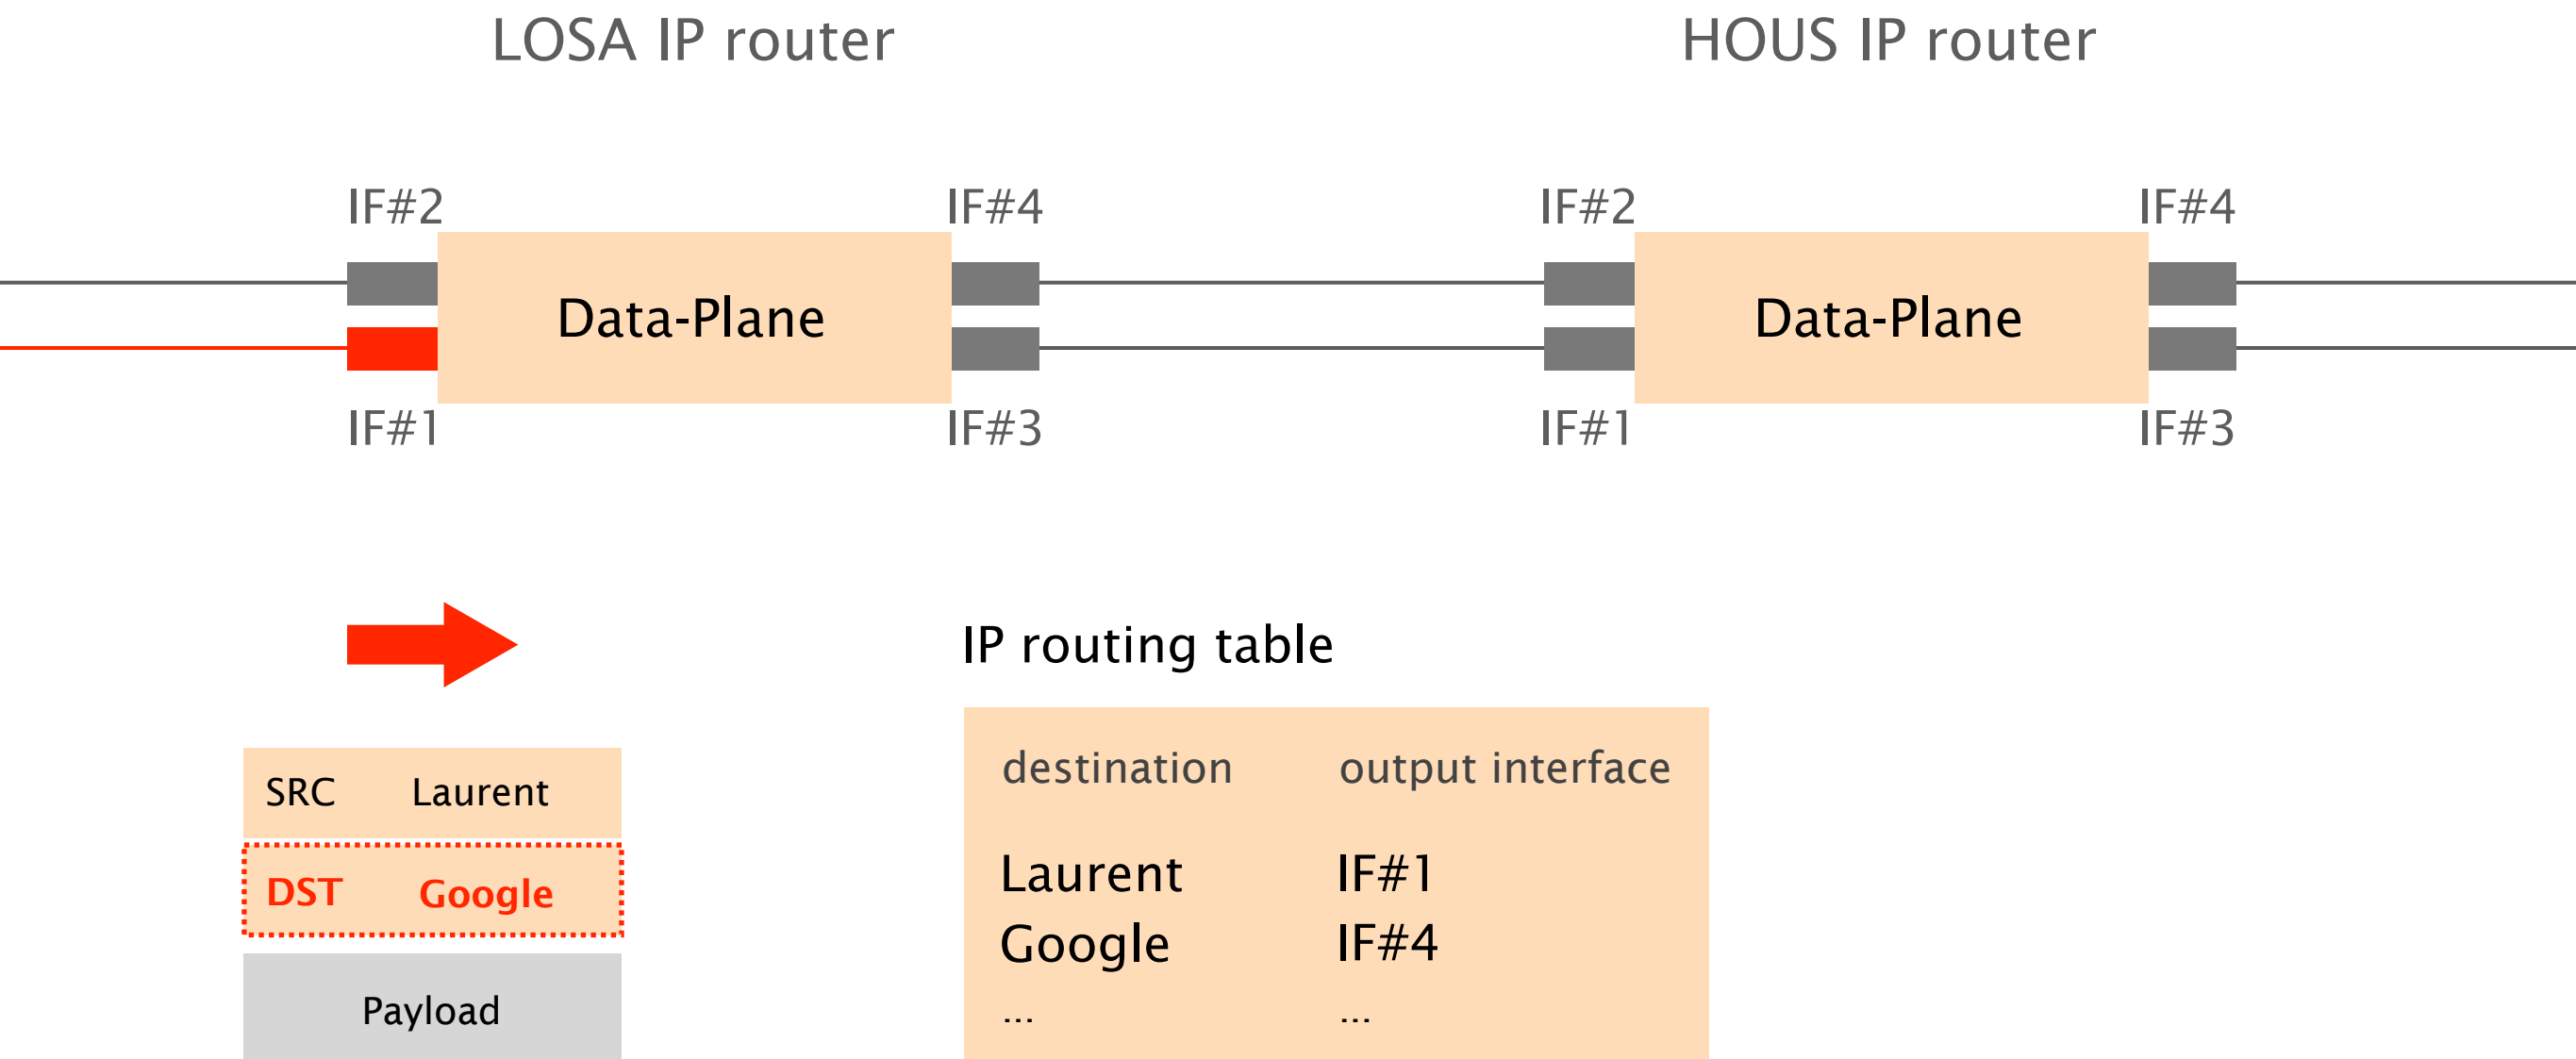 LOSA IP router
HOUS IP router
IF#2
IF#4
IF#2
IF#4
Data-Plane
Data-Plane
IF#1
IF#3
IF#1
IF#3
IP routing table
SRC Laurent
DST Google
Payload
destination output interface
Laurent IF#1
Google IF#4
... ...